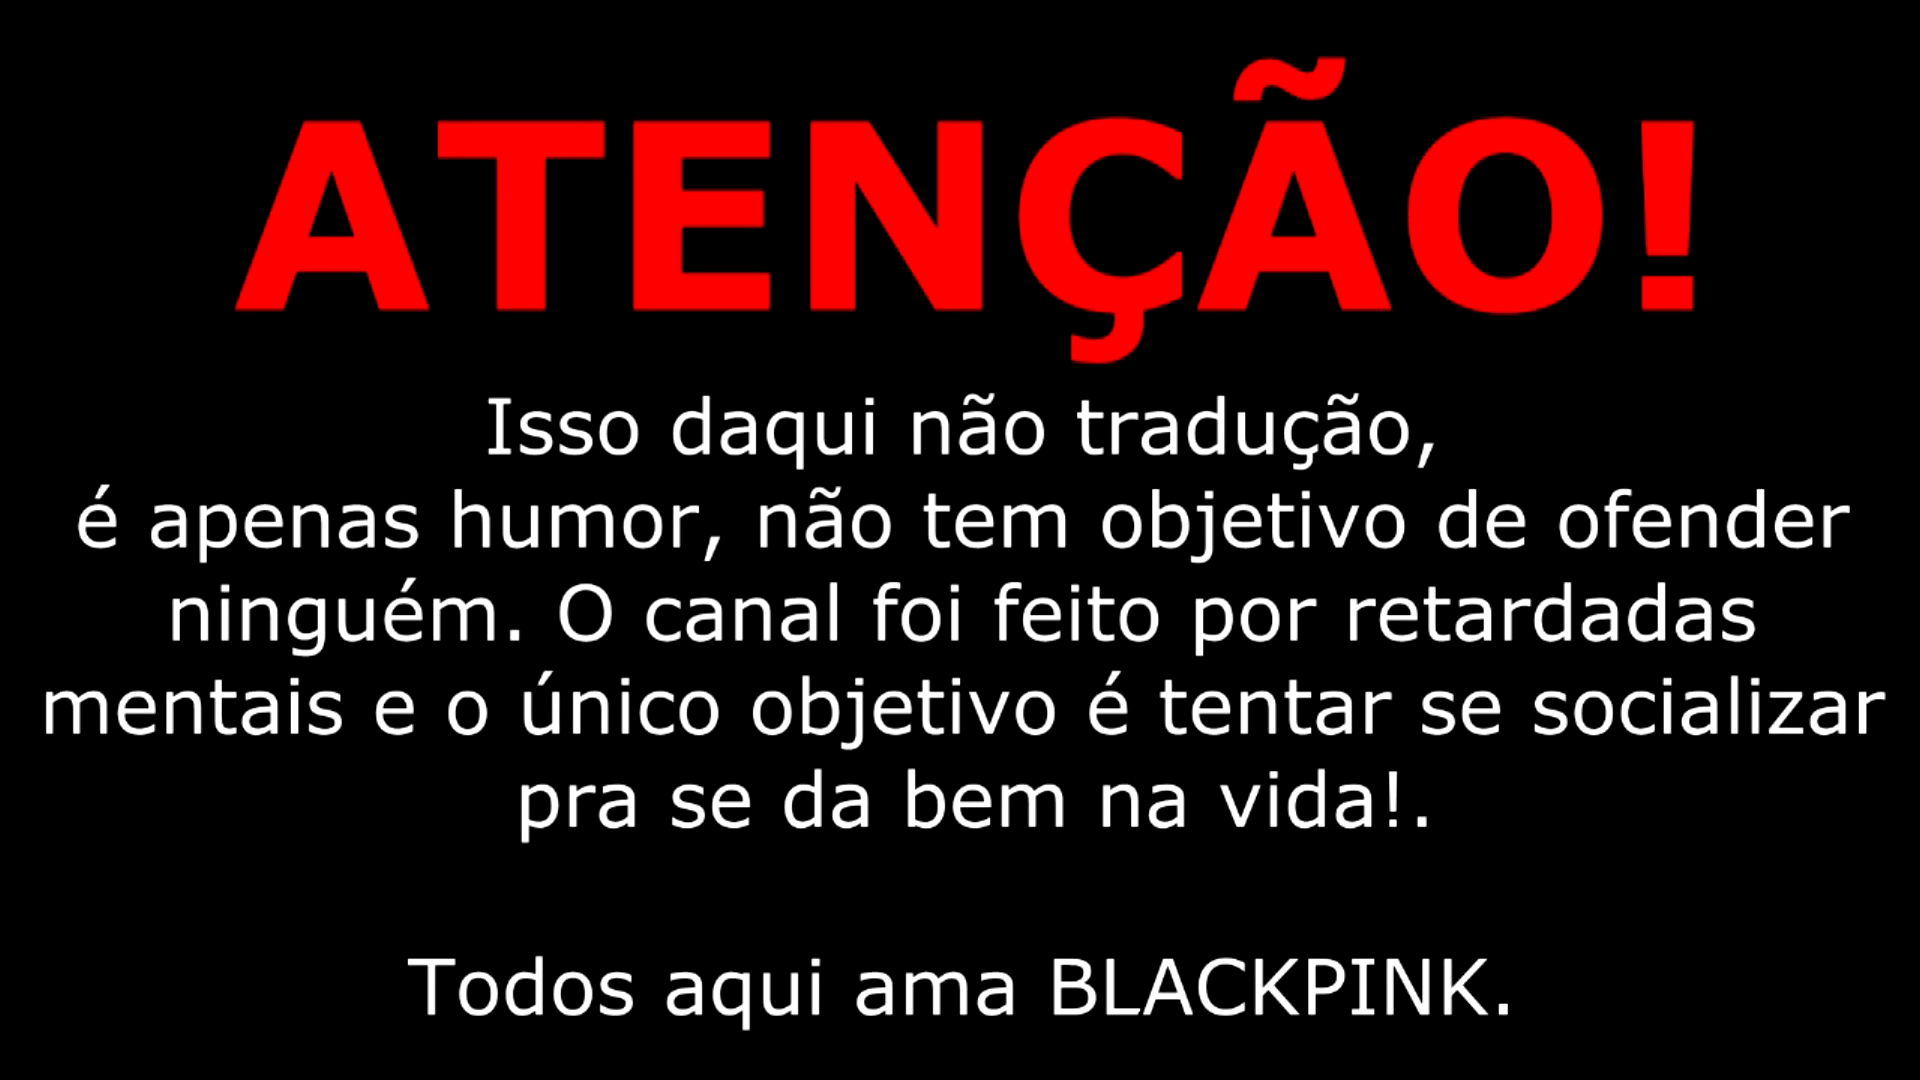 ATENÇÃO!
Isso daqui não tradução,
é apenas humor, não tem objetivo de ofender
ninguém. O canal foi feito por retardadas
mentais e o único objetivo é tentar se socializar
pra se da bem na vida!.
Todos aqui ama BLACKPINK.